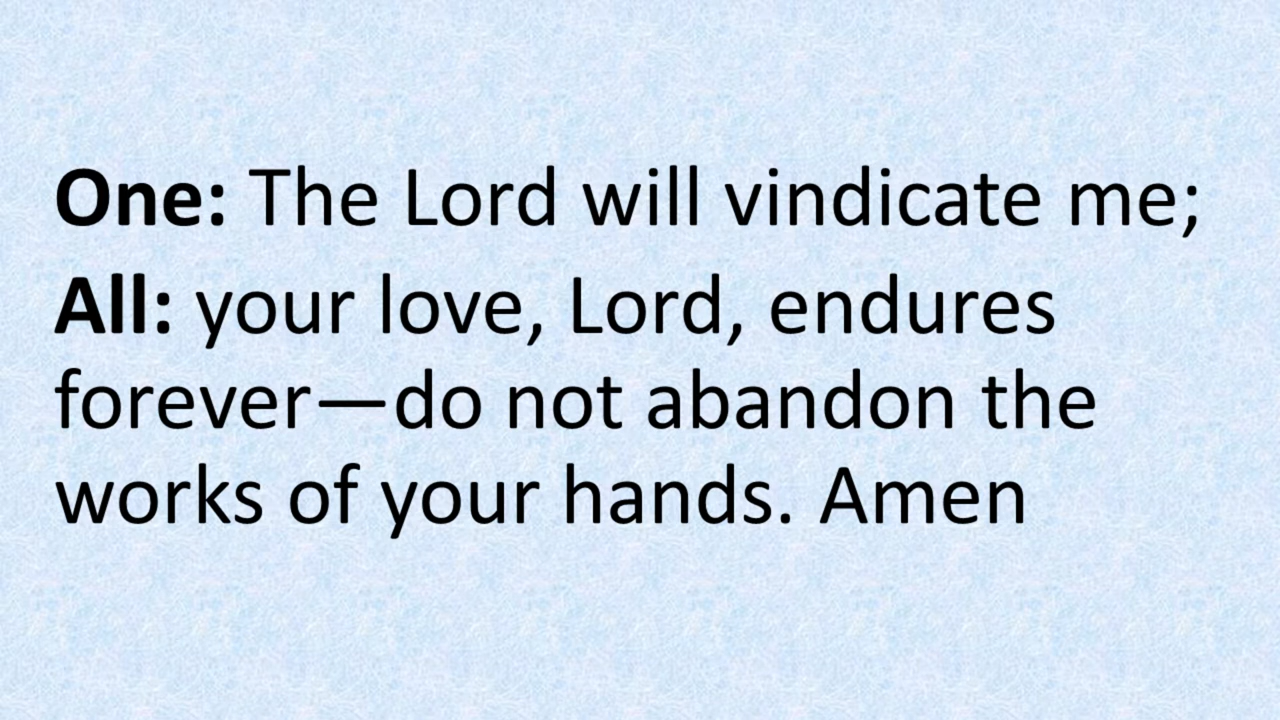 One: The Lord will vindicate me;
All: your love, Lord, endures
forever—do not abandon the
works of your hands. Amen